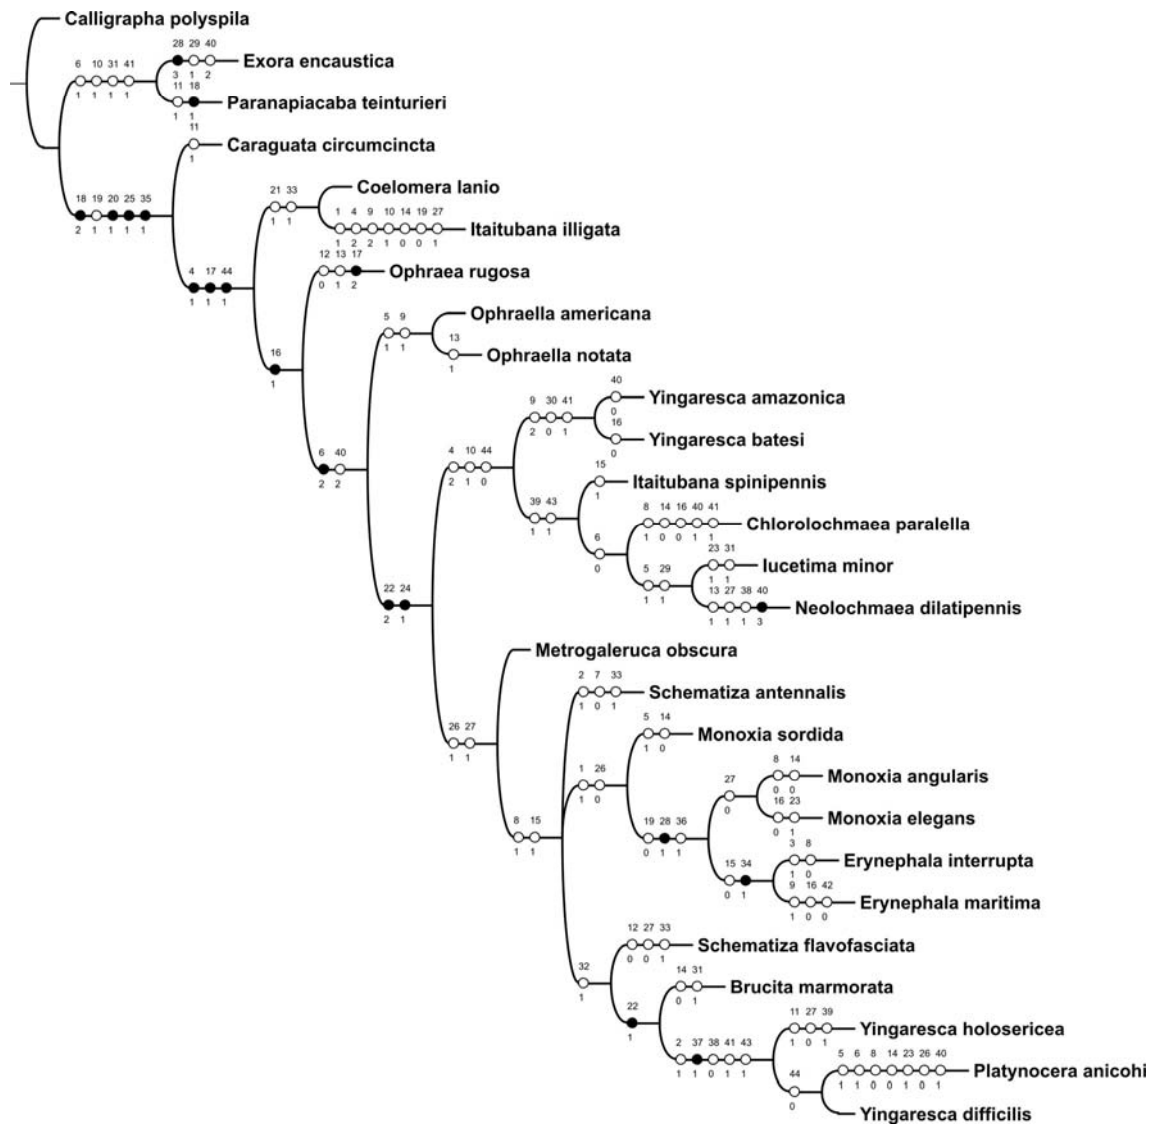 Calligrapha polyspila
28 29 40
6 10 31 41
Exora encaustica
3 1 2
1 1 1 1
11 18
Paranapiacaba teinturieri
1 1
11
Caraguata circumcincta
1
18 19 20 25 35
Coelomera lanio
21 33
2 1 1 1 1
1 1
1 4 9 10 14 19 27
Itaitubana illigata
1 2 2 1 0 0 1
12 13 17
Ophraea rugosa
4 17 44
0 1 2
1 1 1
Ophraella americana
5 9
1 1
13
Ophraella notata
16
1
1
40
Yingaresca amazonica
9 30 41
0
2 0 1
16
Yingaresca batesi
6 40
0
4 10 44
15
Itaitubana spinipennis
2 2
2 1 0
1
39 43
8 14 16 40 41
Chlorolochmaea paralella
1 1
1 0 0 1 1
6
23 31
Iucetima minor
0
5 29
1 1
22 24
1 1
13 27 38 40
Neolochmaea dilatipennis
2 1
1 1 1 3
Metrogaleruca obscura
2 7 33
Schematiza antennalis
1 0 1
26 27
5 14
Monoxia sordida
1 1
1 0
1 26
8 14
Monoxia angularis
1 0
27
0 0
0
16 23
Monoxia elegans
8 15
19 28 36
0 1
1 1
0 1 1
3 8
Erynephala interrupta
15 34
1 0
0 1
9 16 42
Erynephala maritima
1 0 0
12 27 33
Schematiza flavofasciata
0 0 1
32
14 31
Brucita marmorata
1
0 1
22
11 27 39
Yingaresca holosericea
1
1 0 1
2 37 38 41 43
5 6 8 14 23 26 40
Platynocera anicohi
1 1 0 1 1
1 1 0 0 1 0 1
44
0
Yingaresca difficilis